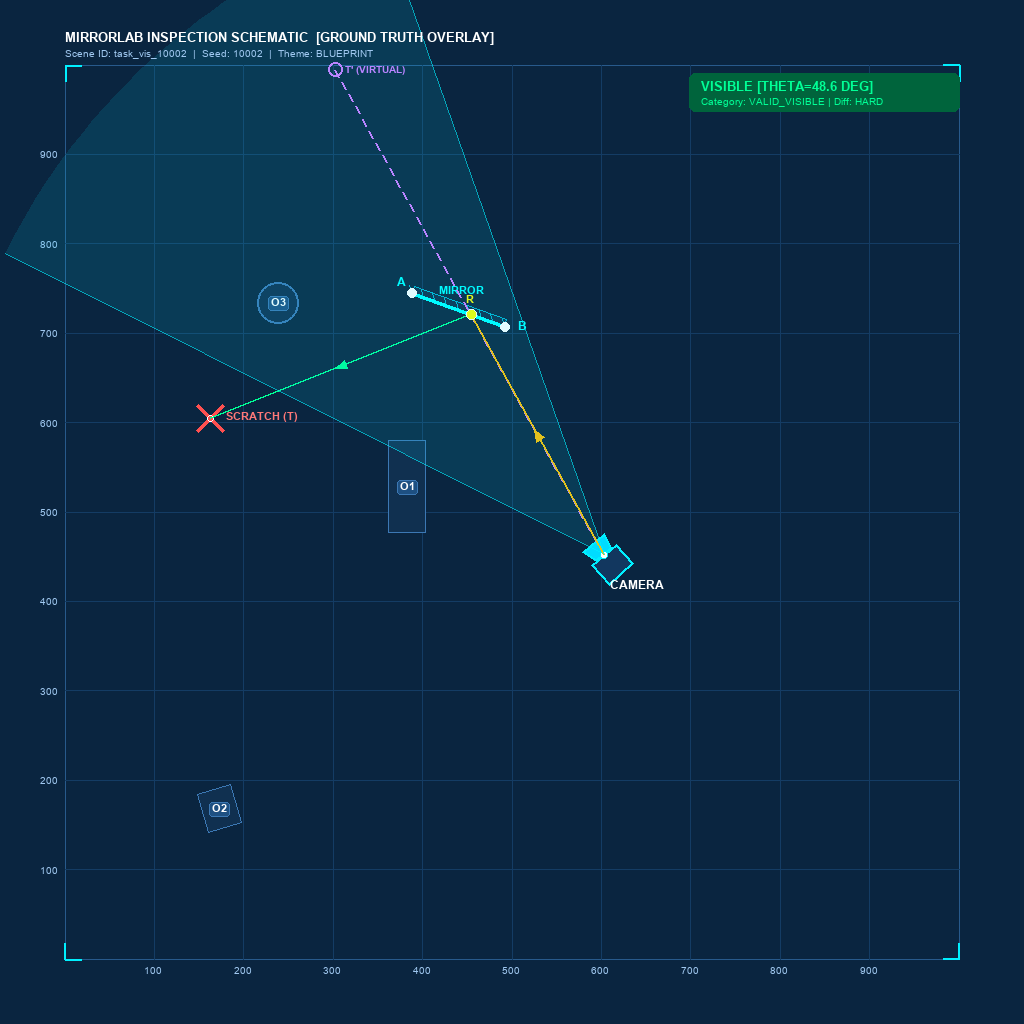 MIRRORLAB INSPECTION SCHEMATIC [GROUND TRUTH OVERLAY]
Scene ID: task_vis_10002 | Seed: 10002 | Theme: BLUEPRINT
T' (VIRTUAL)
VISIBLE [THETA=48.6 DEG]
Category: VALID_VISIBLE | Diff: HARD
900
800
A
MIRROR
R
O3
B
700
SCRATCH (T)
600
O1
500
CAMERA
400
300
200
O2
100
100
200
300
400
500
600
700
800
900